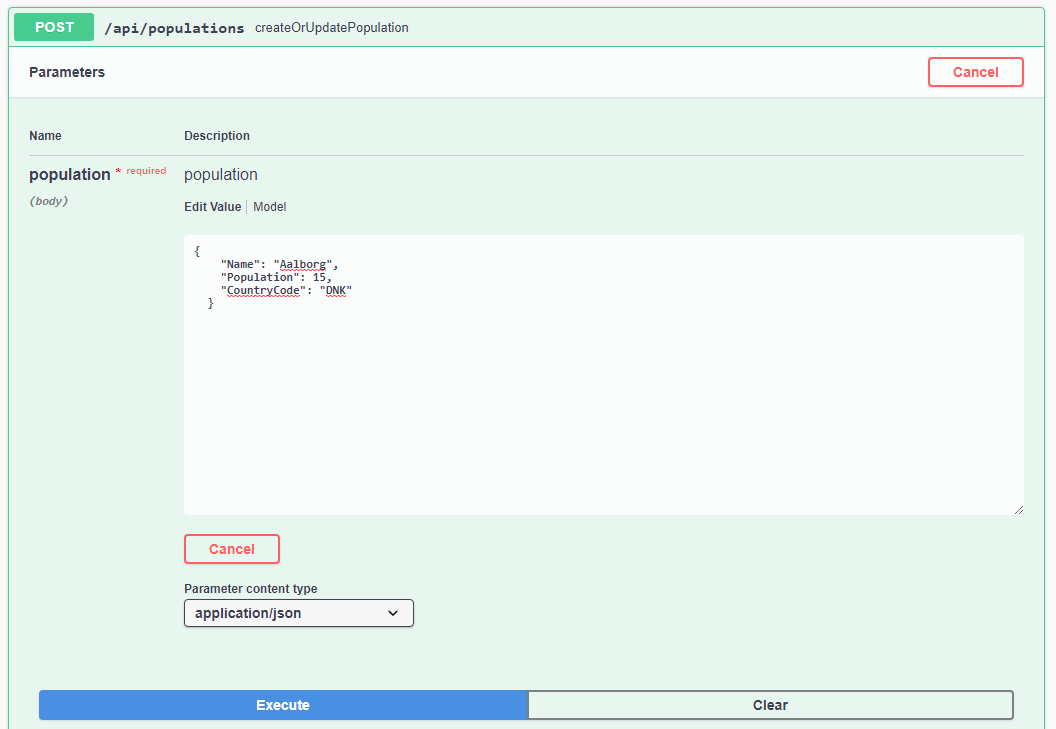 POST /api/populations createOrUpdatePopulation
Parameters Cancel
Name Description
population * required population
(body)
Edit Value Model
{
    "Name": "Aalborg",
    "Population": 15,
    "CountryCode": "DNK"
  }
Cancel
Parameter content type
application/json
Execute Clear